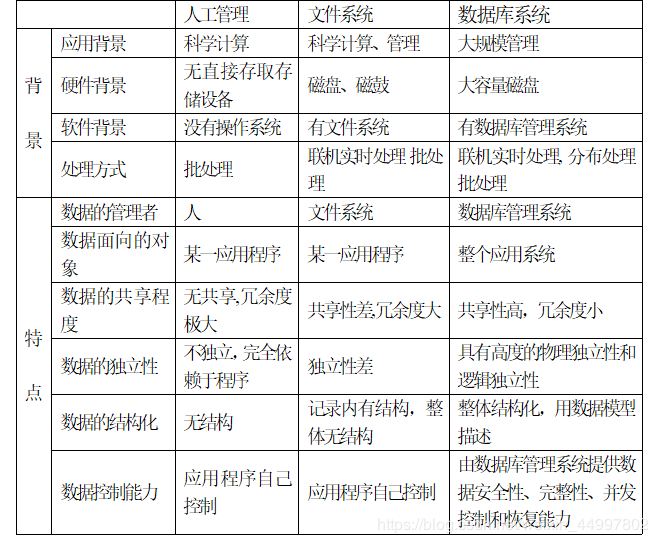 人工管理 文件系统 数据库系统
背景
应用背景 科学计算 科学计算、管理 大规模管理
硬件背景 无直接存取存 磁盘、磁鼓 大容量磁盘
储设备
软件背景 没有操作系统 有文件系统 有数据库管理系统
处理方式 批处理 联机实时处理 批处 联机实时处理, 分布处理
理 批处理
特点
数据的管理者 人 文件系统 数据库管理系统
数据面向的对 某一应用程序 某一应用程序 整个应用系统
象
数据的共享程 无共享,冗余度 共享性差,冗余度大 共享性高，冗余度小
度 极大
数据的独立性 不独立，完全依 独立性差 具有高度的物理独立性和
赖于程序 逻辑独立性
数据的结构化 无结构 记录内有结构，整 整体结构化，用数据模型
体无结构 描述
数据控制能力 应用程序自己 应用程序自己控制 由数据库管理系统提供数
控制 据安全性、完整性、并发
控制和恢复能力